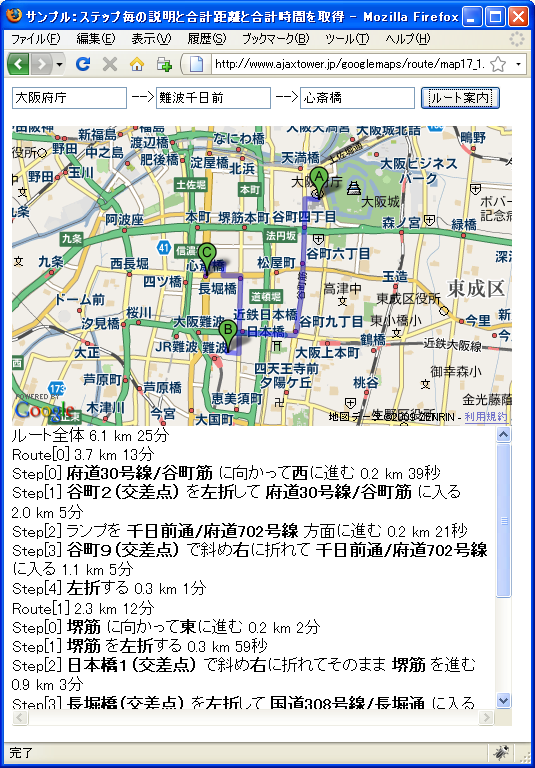 サンプル：ステップ毎の説明と合計距離と合計時間を取得 - Mozilla Firefox
ファイル(F) 編集(E) 表示(V) 履歴(S) ブックマーク(B) ツール(T) ヘルプ(H)
http://www.ajaxtower.jp/googlemaps/route/map17_1.
大阪府庁 --> 難波千日前 --> 心斎橋 ルート案内
新福島 なにわ橋 大阪城北詰 鴫野
野田 中之島 渡辺橋 淀屋橋 北浜 天満橋 大阪ビジネスパーク
玉川 肥後橋
土佐堀 本町 A 大阪城
阿波座 本町 堺筋本町 谷町四丁目 森ノ宮 緑橋
九条 41 信濃 法円坂
九条 西長堀 C 心斎橋 松屋町 谷町六丁目
四ツ橋 長堀橋 玉造 東成区
ドーム前 道頓堀 谷町筋 高津中 東成区役所
桜川 近鉄日本橋 今里
汐見橋 大阪難波 B 日本橋 谷町九丁目 東小橋
大正 JR難波 難波 大阪上本町 鶴橋 近鉄大阪線
芦原町 四天王寺前夕陽ケ丘 御幸森小
173 芦原橋 恵美須町 桃谷 金光藤蔭
木津川 今宮 大国町
POWERED BY
Google 地図データ ©2009 ZENRIN - 利用規約
ルート全体 6.1 km 25分
Route[0] 3.7 km 13分
Step[0] 府道30号線/谷町筋 に向かって西に進む 0.2 km 39秒
Step[1] 谷町２（交差点） を左折して 府道30号線/谷町筋 に入る
2.0 km 5分
Step[2] ランプを 千日前通/府道702号線 方面に進む 0.2 km 21秒
Step[3] 谷町９（交差点） で斜め右に折れて 千日前通/府道702号線
に入る 1.1 km 5分
Step[4] 左折する 0.3 km 1分
Route[1] 2.3 km 12分
Step[0] 堺筋 に向かって東に進む 0.2 km 2分
Step[1] 堺筋 を左折する 0.3 km 59秒
Step[2] 日本橋１（交差点） で斜め右に折れてそのまま 堺筋 を進む
0.9 km 3分
Step[3] 長堀橋（交差点） を左折して 国道308号線/長堀通 に入る
完了